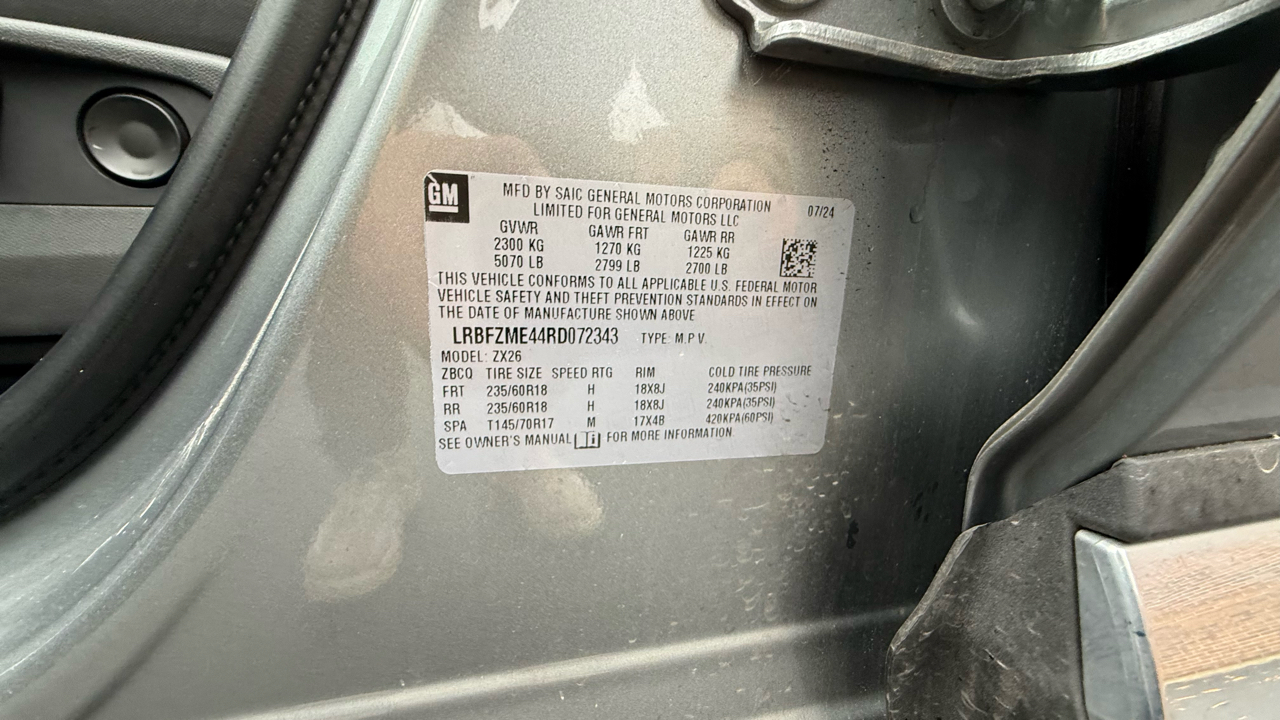 GM
MFD BY SAIC GENERAL MOTORS CORPORATION
LIMITED FOR GENERAL MOTORS LLC
07/24
GVWR GAWR FRT GAWR RR
2300 KG 1270 KG 1225 KG
5070 LB 2799 LB 2700 LB
THIS VEHICLE CONFORMS TO ALL APPLICABLE U.S. FEDERAL MOTOR
VEHICLE SAFETY AND THEFT PREVENTION STANDARDS IN EFFECT ON
THE DATE OF MANUFACTURE SHOWN ABOVE
LRBFZME44RD072343 TYPE: M.P.V.
MODEL: ZX26
ZBCQ TIRE SIZE SPEED RTG RIM COLD TIRE PRESSURE
FRT 235/60R18 H 18X8J 240KPA(35PSI)
RR 235/60R18 H 18X8J 240KPA(35PSI)
SPA T145/70R17 M 17X4B 420KPA(60PSI)
SEE OWNER'S MANUAL FOR MORE INFORMATION